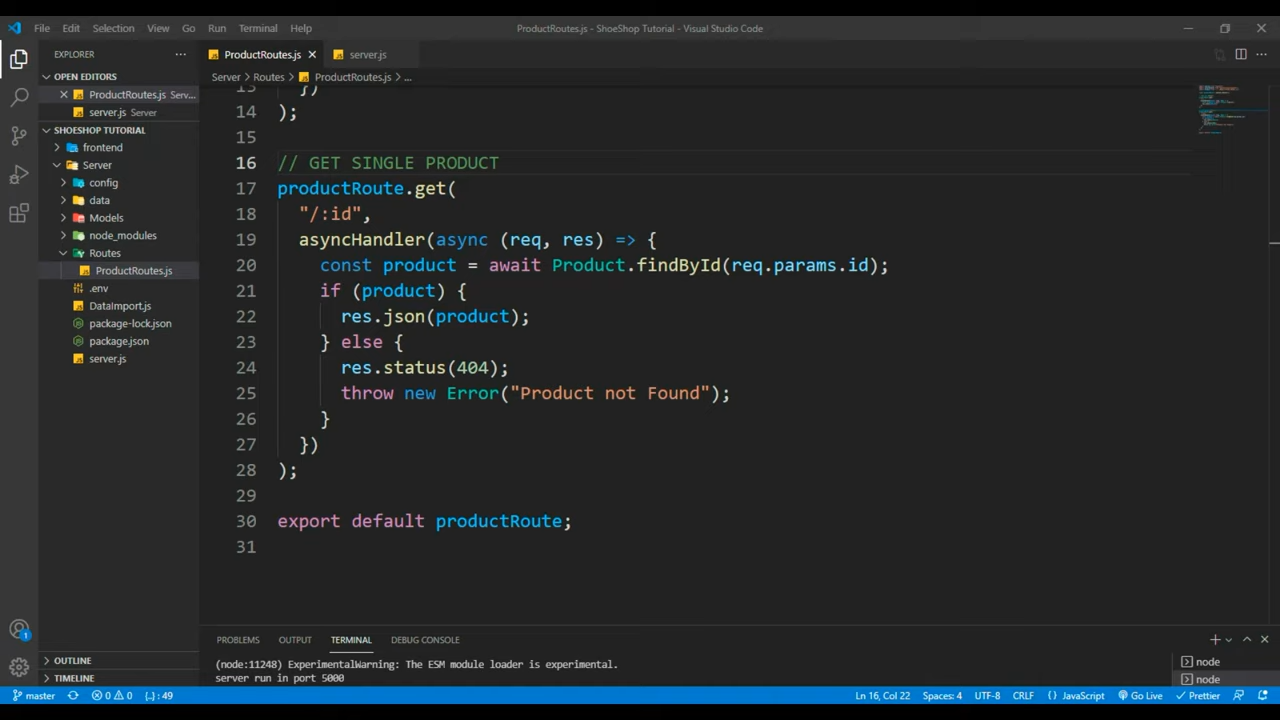 File Edit Selection View Go Run Terminal Help
ProductRoutes.js - ShoeShop Tutorial - Visual Studio Code
EXPLORER
OPEN EDITORS
ProductRoutes.js Serv...
server.js Server
SHOESHOP TUTORIAL
frontend
Server
config
data
Models
node_modules
Routes
ProductRoutes.js
.env
DataImport.js
package-lock.json
package.json
server.js
OUTLINE
TIMELINE
ProductRoutes.js
server.js
Server > Routes > ProductRoutes.js > ...
13 })
14 );
15
16 // GET SINGLE PRODUCT
17 productRoute.get(
18 "/:id",
19 asyncHandler(async (req, res) => {
20 const product = await Product.findById(req.params.id);
21 if (product) {
22 res.json(product);
23 } else {
24 res.status(404);
25 throw new Error("Product not Found");
26 }
27 })
28 );
29
30 export default productRoute;
31
PROBLEMS OUTPUT TERMINAL DEBUG CONSOLE
(node:11248) ExperimentalWarning: The ESM module loader is experimental.
server run in port 5000
node
node
1
master 0 0 {..} : 49
Ln 16, Col 22 Spaces: 4 UTF-8 CRLF {} JavaScript Go Live Prettier